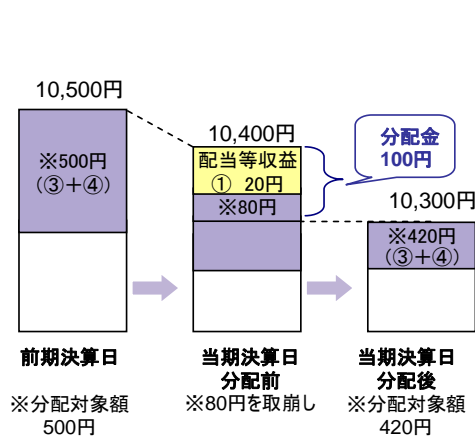 10,500円
※500円
(③+④)
10,400円
配当等収益
① 20円
※80円
分配金
100円
10,300円
※420円
(③+④)
前期決算日
当期決算日
分配前
当期決算日
分配後
※分配対象額
500円
※80円を取崩し
※分配対象額
420円